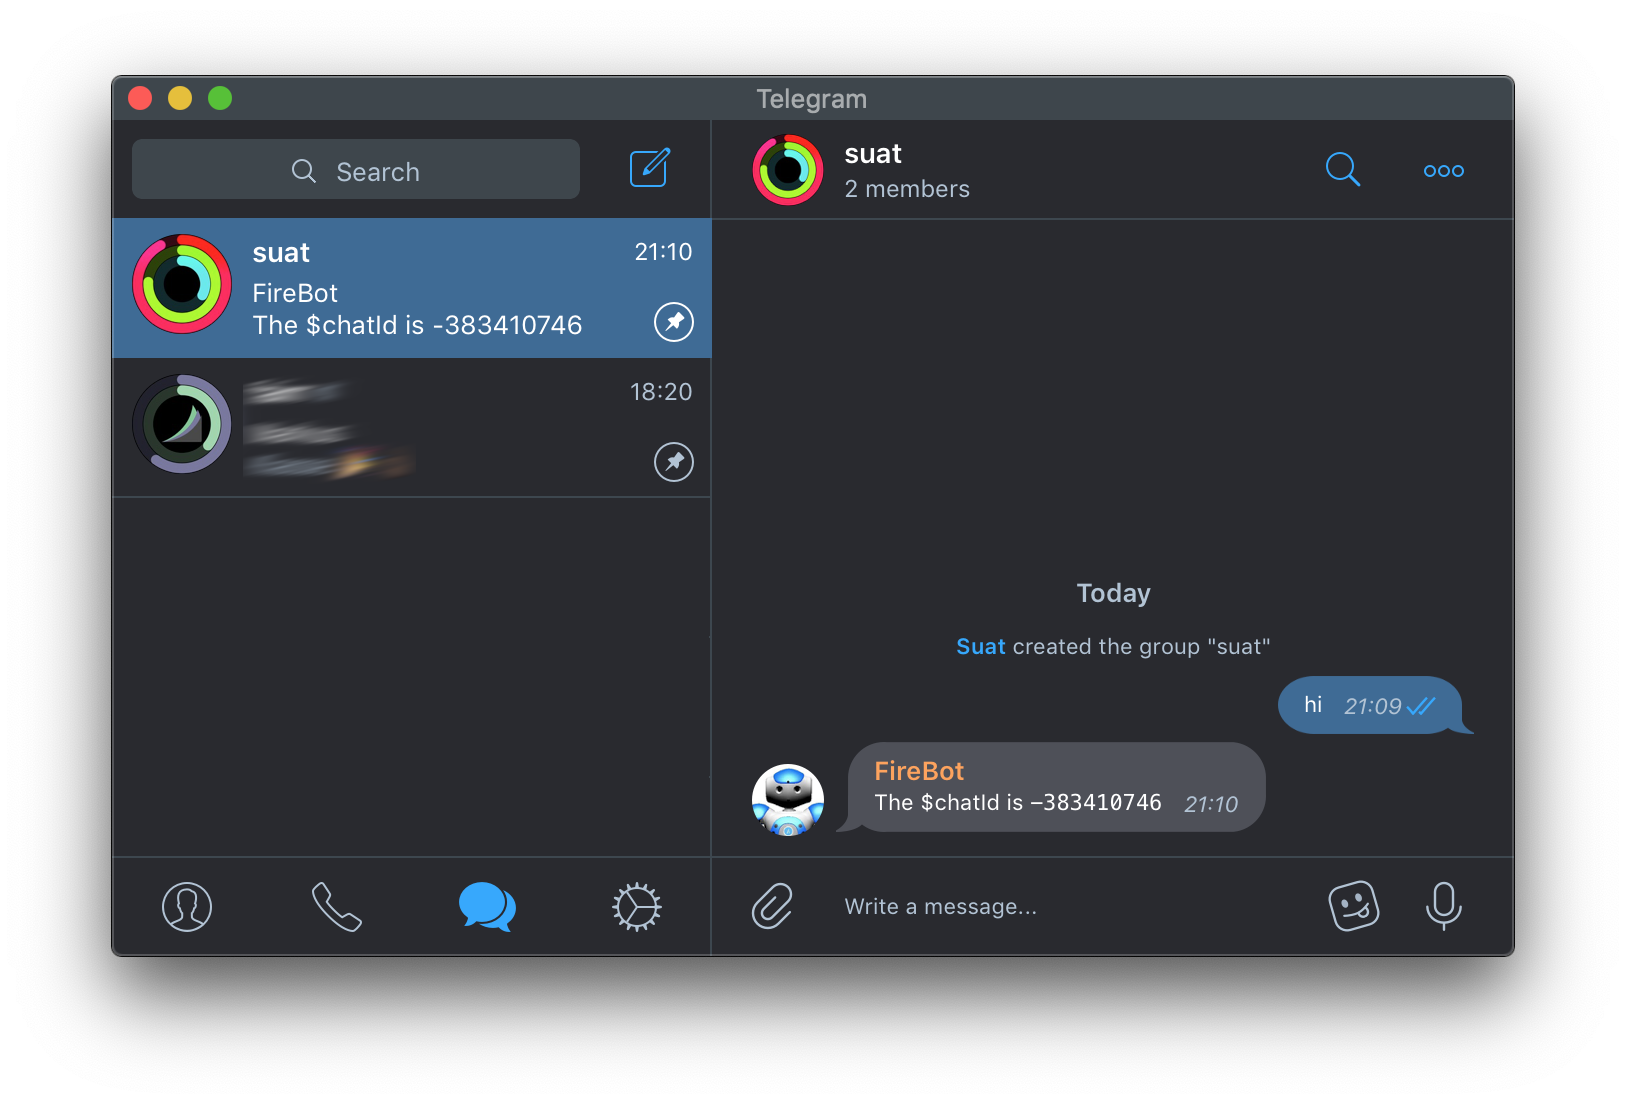 Telegram
Search
suat
21:10
FireBot
The $chatId is -383410746
18:20
suat
2 members
Today
Suat created the group "suat"
hi 21:09
FireBot
The $chatId is −383410746 21:10
Write a message...